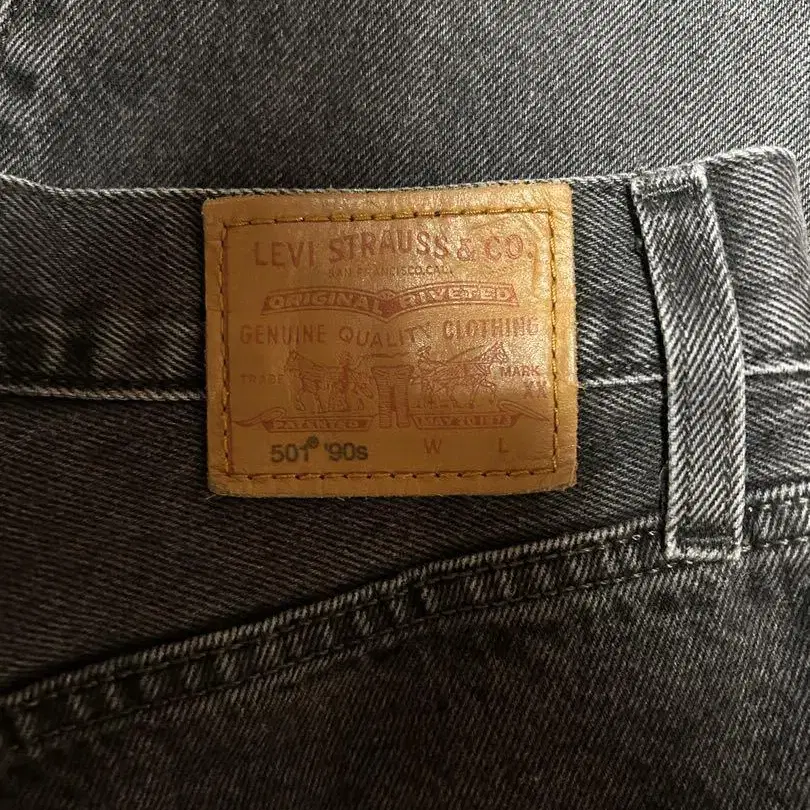 LEVI STRAUSS & CO.
SAN FRANCISCO, CAL.
ORIGINAL RIVETED
GENUINE QUALITY CLOTHING
TRADE MARK
XX
PATENTED MAY 20 1873
501® '90s W L